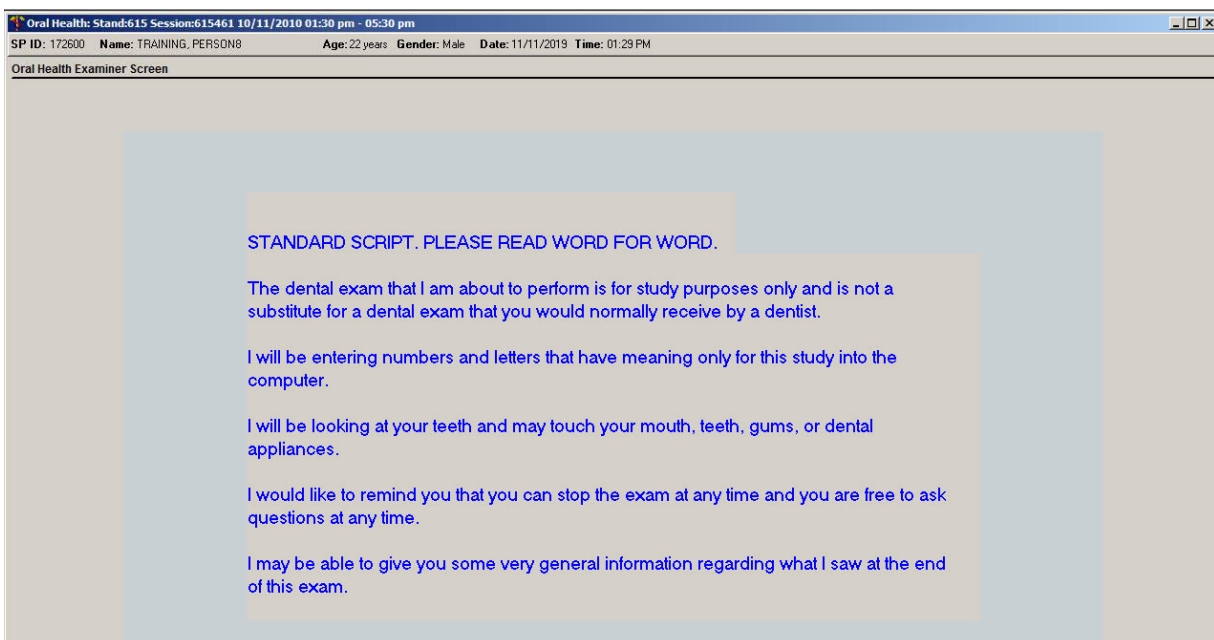 Oral Health: Stand:615 Session:615461 10/11/2010 01:30 pm - 05:30 pm
SP ID: 172600 Name: TRAINING, PERSON8 Age: 22 years Gender: Male Date: 11/11/2019 Time: 01:29 PM
Oral Health Examiner Screen
STANDARD SCRIPT. PLEASE READ WORD FOR WORD.
The dental exam that I am about to perform is for study purposes only and is not a
substitute for a dental exam that you would normally receive by a dentist.
I will be entering numbers and letters that have meaning only for this study into the
computer.
I will be looking at your teeth and may touch your mouth, teeth, gums, or dental
appliances.
I would like to remind you that you can stop the exam at any time and you are free to ask
questions at any time.
I may be able to give you some very general information regarding what I saw at the end
of this exam.